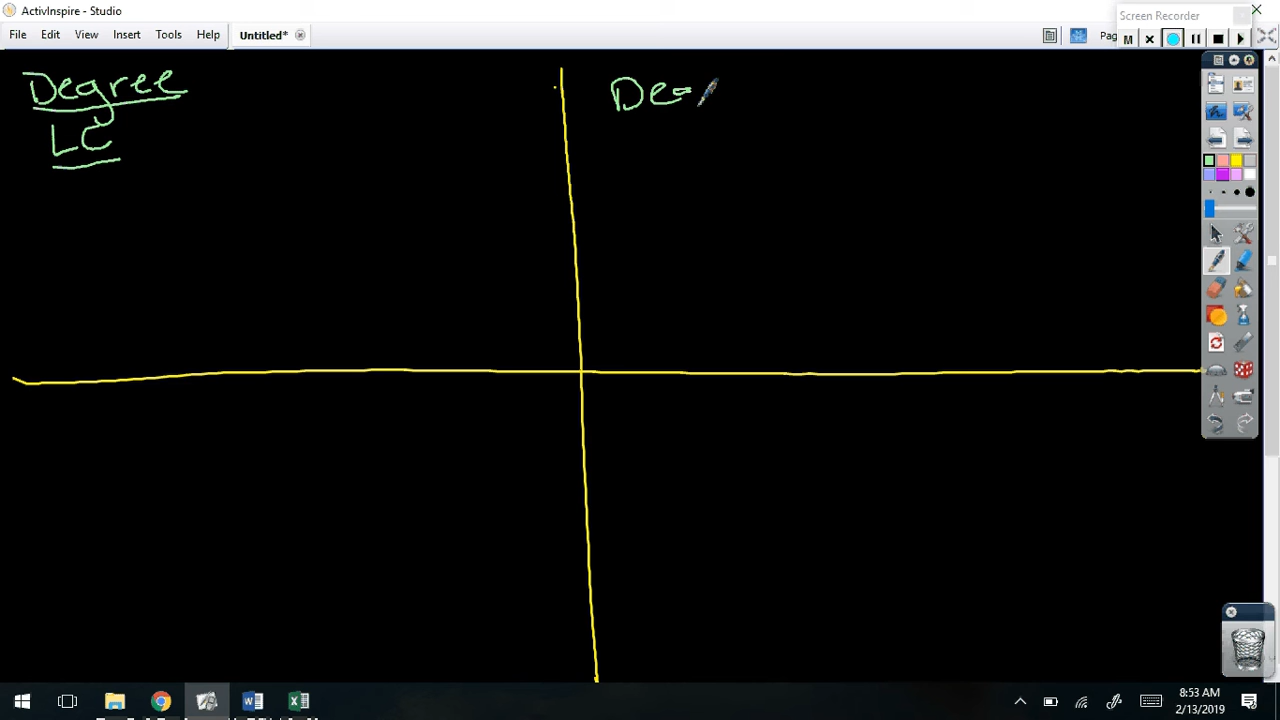 ActivInspire - Studio
Screen Recorder
File Edit View Insert Tools Help Untitled*
Pag
M
Degree
De
LC
8:53 AM
2/13/2019